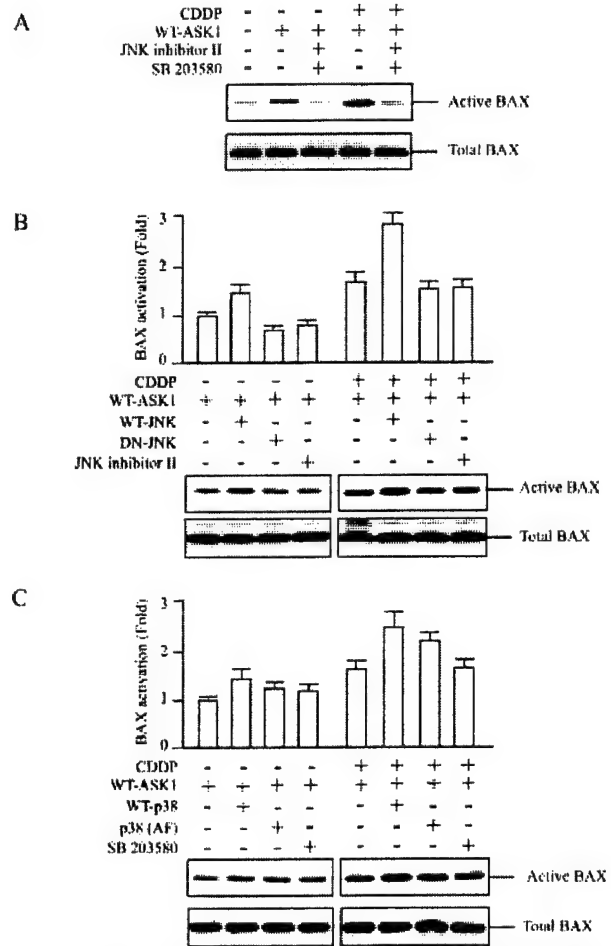 A
CDDP - - - + +
WT-ASK1 - + + + +
JNK inhibitor II - - + - +
SB 203580 - - + - +
Active BAX
Total BAX
B
BAX activation (Fold)
3
2
1
0
CDDP - - - - + + + +
WT-ASK1 + + + + + + + +
WT-JNK - + - - - + - -
DN-JNK - - + - - - + -
JNK inhibitor II - - - + - - - +
Active BAX
Total BAX
C
BAX activation (Fold)
3
2
1
0
CDDP - - - - + + + +
WT-ASK1 + + + + + + + +
WT-p38 - + - - - + - -
p38 (AF) - - + - - - + -
SB 203580 - - - + - - - +
Active BAX
Total BAX